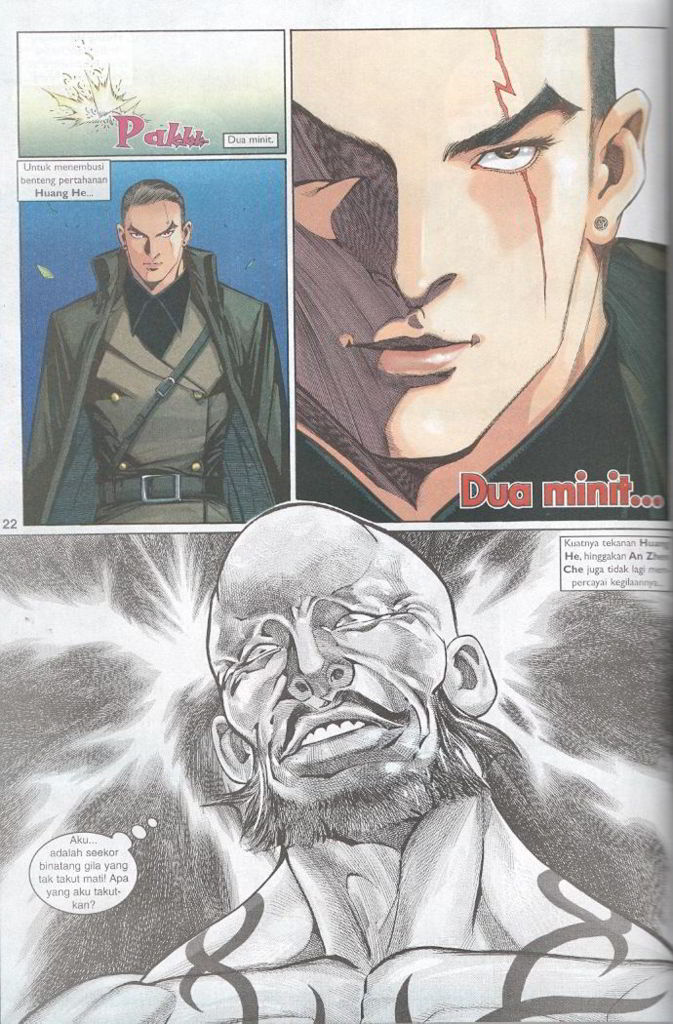 Pakkk
Dua minit.
Untuk menembusi
benteng pertahanan
Huang He...
Dua minit...
22
Kuatnya tekanan Huang
He, hinggakan An Zhen
Che juga tidak lagi mem-
percayai kegilaannya...
Aku...
adalah seekor
binatang gila yang
tak takut mati! Apa
yang aku takut-
kan?